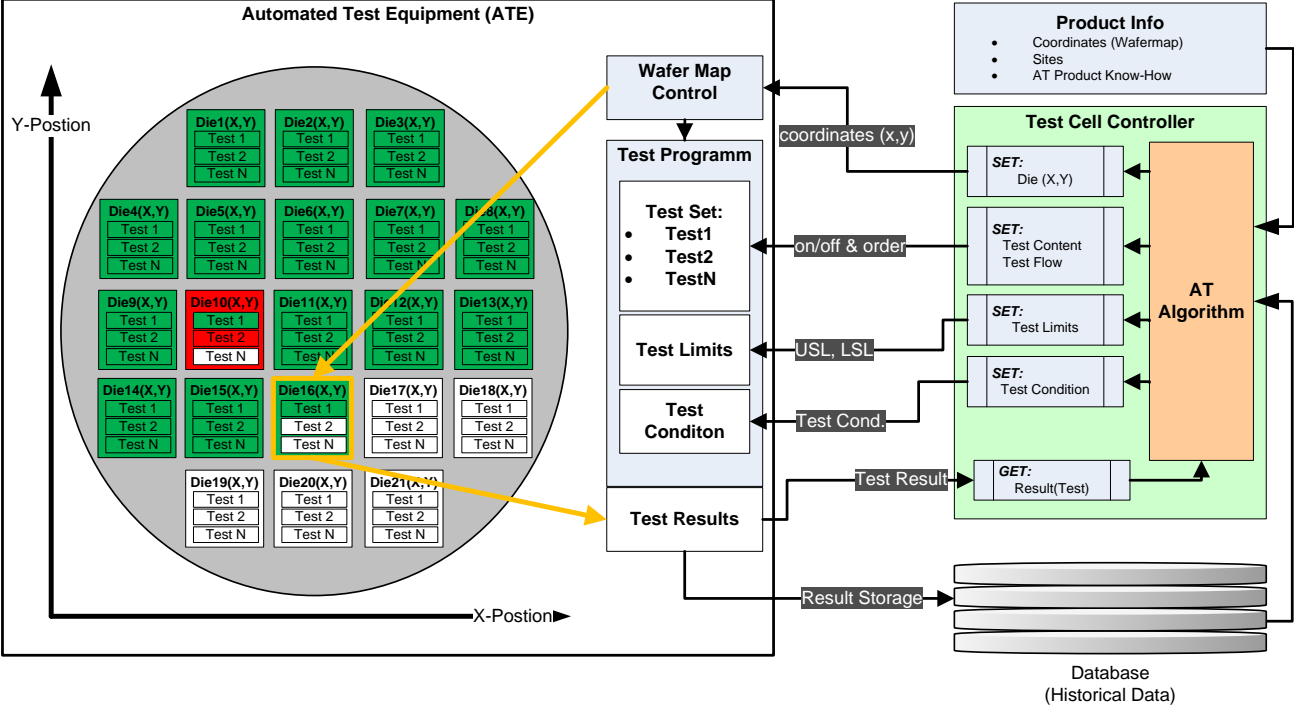 Automated Test Equipment (ATE)
Y-Postion
Die1(X,Y)
Test 1
Test 2
Test N
Die2(X,Y)
Test 1
Test 2
Test N
Die3(X,Y)
Test 1
Test 2
Test N
Die4(X,Y)
Test 1
Test 2
Test N
Die5(X,Y)
Test 1
Test 2
Test N
Die6(X,Y)
Test 1
Test 2
Test N
Die7(X,Y)
Test 1
Test 2
Test N
Die8(X,Y)
Test 1
Test 2
Test N
Die9(X,Y)
Test 1
Test 2
Test N
Die10(X,Y)
Test 1
Test 2
Test N
Die11(X,Y)
Test 1
Test 2
Test N
Die12(X,Y)
Test 1
Test 2
Test N
Die13(X,Y)
Test 1
Test 2
Test N
Die14(X,Y)
Test 1
Test 2
Test N
Die15(X,Y)
Test 1
Test 2
Test N
Die16(X,Y)
Test 1
Test 2
Test N
Die17(X,Y)
Test 1
Test 2
Test N
Die18(X,Y)
Test 1
Test 2
Test N
Die19(X,Y)
Test 1
Test 2
Test N
Die20(X,Y)
Test 1
Test 2
Test N
Die21(X,Y)
Test 1
Test 2
Test N
X-Postion
Wafer Map
Control
Test Programm
Test Set:
• Test1
• Test2
• TestN
Test Limits
Test
Conditon
Test Results
coordinates (x,y)
on/off & order
USL, LSL
Test Cond.
Test Result
Result Storage
Product Info
• Coordinates (Wafermap)
• Sites
• AT Product Know-How
Test Cell Controller
SET:
Die (X,Y)
SET:
Test Content
Test Flow
SET:
Test Limits
SET:
Test Condition
GET:
Result(Test)
AT
Algorithm
Database
(Historical Data)